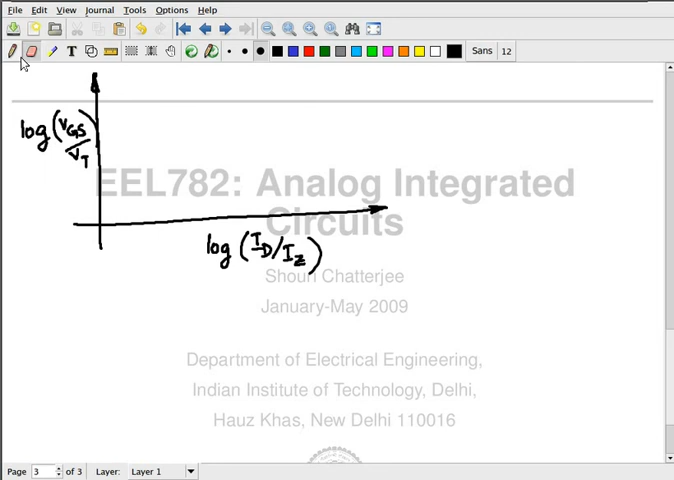 File Edit View Journal Tools Options Help
Sans 12
log (VGS/VT)
EEL782: Analog Integrated
Circuits
log (ID/IZ)
Shouri Chatterjee
January-May 2009
Department of Electrical Engineering,
Indian Institute of Technology, Delhi,
Hauz Khas, New Delhi 110016
Page 3 of 3 Layer: Layer 1